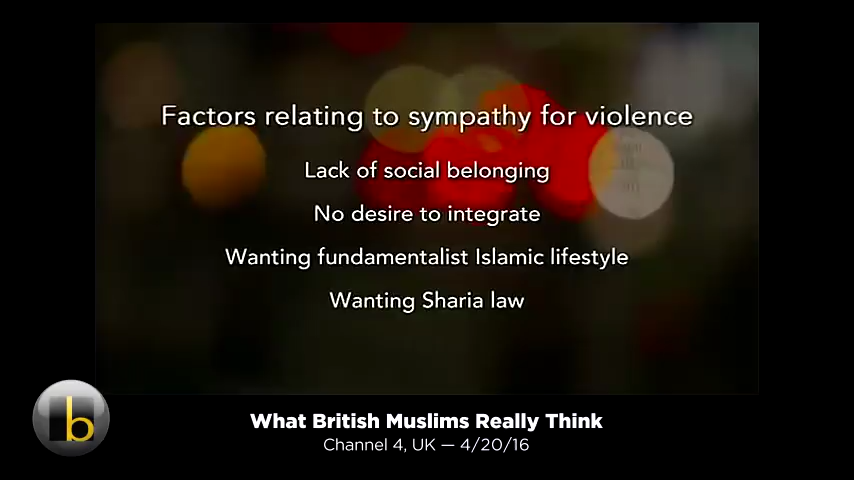 Factors relating to sympathy for violence
Lack of social belonging
No desire to integrate
Wanting fundamentalist Islamic lifestyle
Wanting Sharia law
b
What British Muslims Really Think
Channel 4, UK — 4/20/16